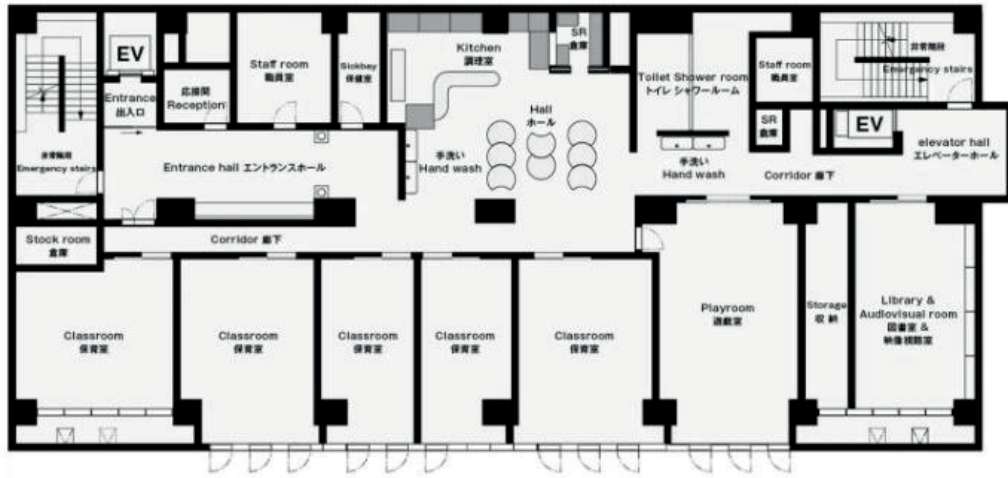 EV
Entrance
出入口
応接間
Reception
Staff room
職員室
Sickbay
保健室
Kitchen
調理室
SR
倉庫
Hall
ホール
Toilet Shower room
トイレ シャワールーム
Staff room
職員室
非常階段
Emergency stairs
SR
倉庫
EV
elevator hall
エレベーターホール
非常階段
Emergency stairs
Entrance hall エントランスホール
手洗い
Hand wash
手洗い
Hand wash
Corridor 廊下
Stock room
倉庫
Corridor 廊下
Classroom
保育室
Classroom
保育室
Classroom
保育室
Classroom
保育室
Classroom
保育室
Playroom
遊戯室
Storage
収納
Library &
Audiovisual room
図書室 &
映像視聴室